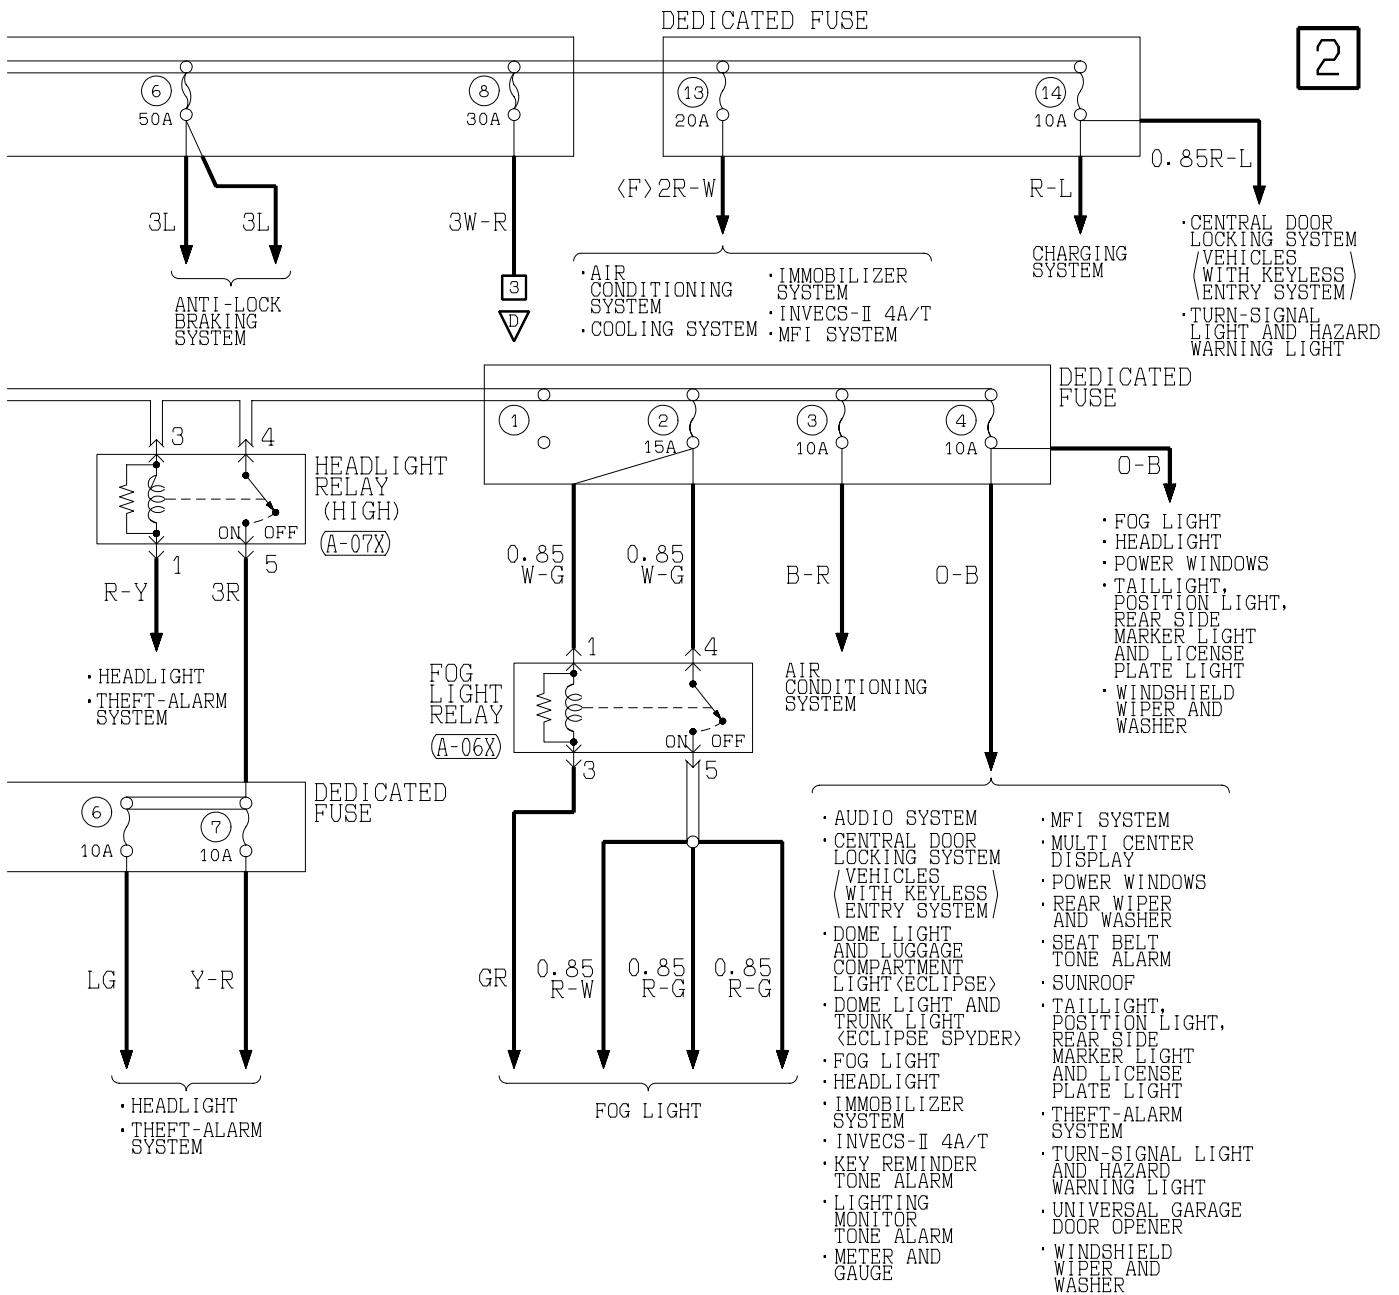 DEDICATED FUSE
2
6
50A
8
30A
13
20A
14
10A
3L
3L
3W-R
<F>2R-W
R-L
0.85R-L
ANTI-LOCK
BRAKING
SYSTEM
3
D
· AIR
CONDITIONING
SYSTEM
· COOLING SYSTEM
· IMMOBILIZER
SYSTEM
· INVECS-Ⅱ 4A/T
· MFI SYSTEM
CHARGING
SYSTEM
· CENTRAL DOOR
LOCKING SYSTEM
(VEHICLES
WITH KEYLESS
ENTRY SYSTEM)
· TURN-SIGNAL
LIGHT AND HAZARD
WARNING LIGHT
DEDICATED
FUSE
1
2
15A
3
10A
4
10A
O-B
3
4
HEADLIGHT
RELAY
(HIGH)
A-07X
ON
OFF
1
5
R-Y
3R
· HEADLIGHT
· THEFT-ALARM
SYSTEM
0.85
W-G
0.85
W-G
B-R
O-B
· FOG LIGHT
· HEADLIGHT
· POWER WINDOWS
· TAILLIGHT,
POSITION LIGHT,
REAR SIDE
MARKER LIGHT
AND LICENSE
PLATE LIGHT
· WINDSHIELD
WIPER AND
WASHER
1
4
FOG
LIGHT
RELAY
A-06X
ON
OFF
3
5
AIR
CONDITIONING
SYSTEM
DEDICATED
FUSE
6
10A
7
10A
LG
Y-R
· HEADLIGHT
· THEFT-ALARM
SYSTEM
GR
0.85
R-W
0.85
R-G
0.85
R-G
FOG LIGHT
· AUDIO SYSTEM
· CENTRAL DOOR
LOCKING SYSTEM
(VEHICLES
WITH KEYLESS
ENTRY SYSTEM)
· DOME LIGHT
AND LUGGAGE
COMPARTMENT
LIGHT<ECLIPSE>
· DOME LIGHT AND
TRUNK LIGHT
<ECLIPSE SPYDER>
· FOG LIGHT
· HEADLIGHT
· IMMOBILIZER
SYSTEM
· INVECS-Ⅱ 4A/T
· KEY REMINDER
TONE ALARM
· LIGHTING
MONITOR
TONE ALARM
· METER AND
GAUGE
· MFI SYSTEM
· MULTI CENTER
DISPLAY
· POWER WINDOWS
· REAR WIPER
AND WASHER
· SEAT BELT
TONE ALARM
· SUNROOF
· TAILLIGHT,
POSITION LIGHT,
REAR SIDE
MARKER LIGHT
AND LICENSE
PLATE LIGHT
· THEFT-ALARM
SYSTEM
· TURN-SIGNAL LIGHT
AND HAZARD
WARNING LIGHT
· UNIVERSAL GARAGE
DOOR OPENER
· WINDSHIELD
WIPER AND
WASHER